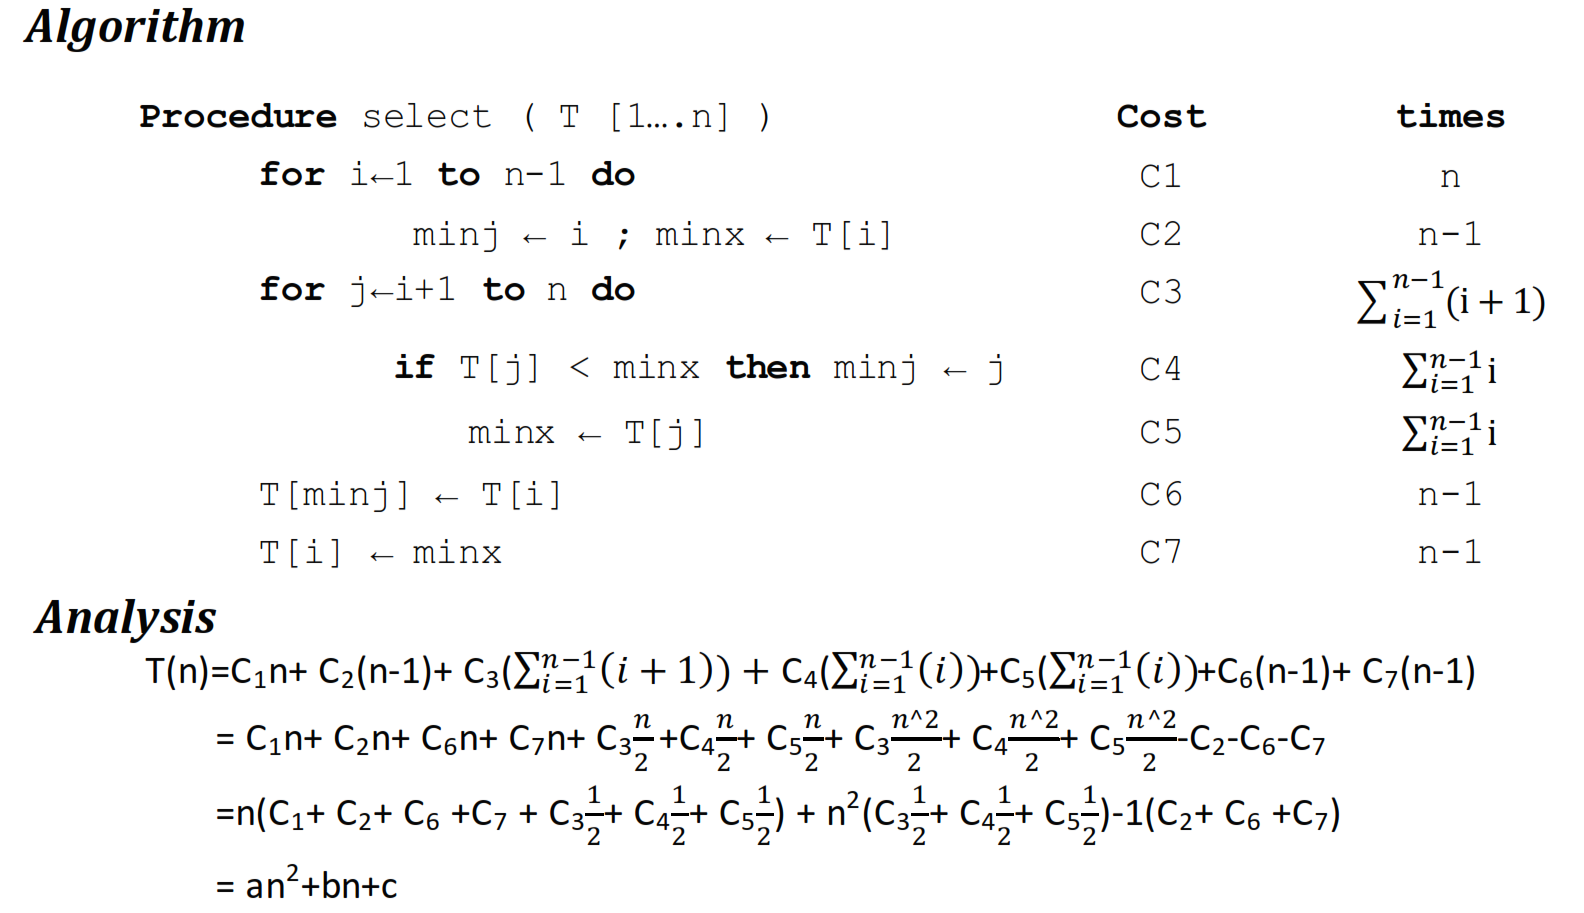 Algorithm
Procedure select ( T [1….n] ) Cost times
for i←1 to n-1 do C1 n
minj ← i ; minx ← T[i] C2 n-1
for j←i+1 to n do C3 ∑_{i=1}^{n−1}(i + 1)
if T[j] < minx then minj ← j C4 ∑_{i=1}^{n−1} i
minx ← T[j] C5 ∑_{i=1}^{n−1} i
T[minj] ← T[i] C6 n-1
T[i] ← minx C7 n-1
Analysis
T(n)=C₁n+ C₂(n-1)+ C₃(∑_{i=1}^{n−1}(i + 1)) + C₄(∑_{i=1}^{n−1}(i))+C₅(∑_{i=1}^{n−1}(i))+C₆(n-1)+ C₇(n-1)
= C₁n+ C₂n+ C₆n+ C₇n+ C₃ n/2 +C₄ n/2+ C₅ n/2+ C₃ n^2/2+ C₄ n^2/2+ C₅ n^2/2-C₂-C₆-C₇
=n(C₁+ C₂+ C₆ +C₇ + C₃ 1/2+ C₄ 1/2+ C₅ 1/2) + n²(C₃ 1/2+ C₄ 1/2+ C₅ 1/2)-1(C₂+ C₆ +C₇)
= an²+bn+c